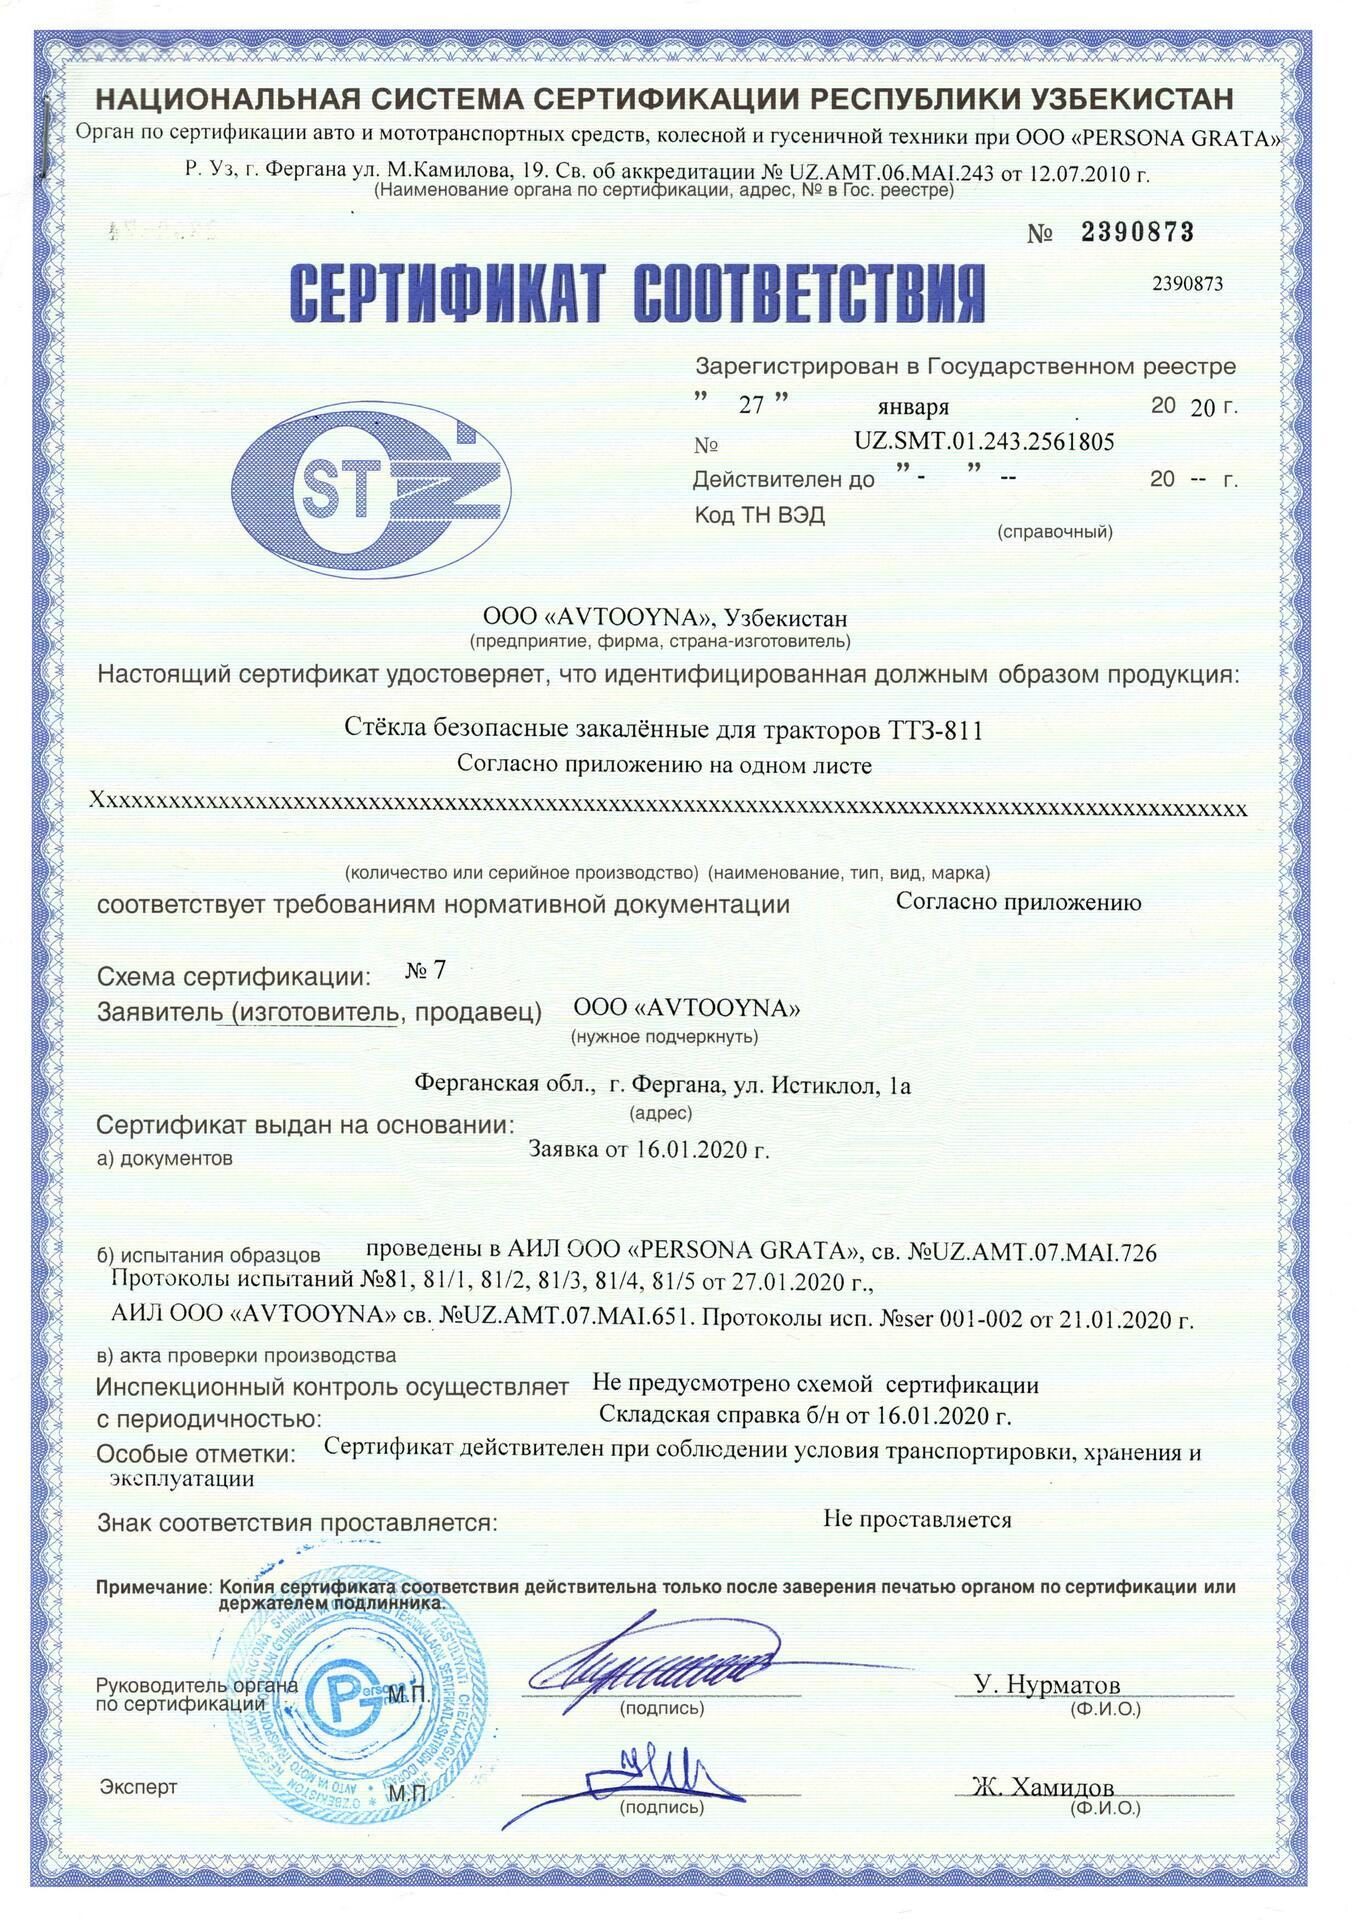 НАЦИОНАЛЬНАЯ СИСТЕМА СЕРТИФИКАЦИИ РЕСПУБЛИКИ УЗБЕКИСТАН
Орган по сертификации авто и мототранспортных средств, колесной и гусеничной техники при ООО «PERSONA GRATA»
Р. Уз, г. Фергана ул. М.Камилова, 19. Св. об аккредитации № UZ.AMT.06.MAI.243 от 12.07.2010 г.
(Наименование органа по сертификации, адрес, № в Гос. реестре)
№ 2390873
СЕРТИФИКАТ СООТВЕТСТВИЯ
2390873
Зарегистрирован в Государственном реестре
” 27 ” января 20 20 г.
№ UZ.SMT.01.243.2561805
Действителен до ” - ” -- 20 -- г.
Код ТН ВЭД
(справочный)
ST
ООО «AVTOOYNA», Узбекистан
(предприятие, фирма, страна-изготовитель)
Настоящий сертификат удостоверяет, что идентифицированная должным образом продукция:
Стёкла безопасные закалённые для тракторов ТТЗ-811
Согласно приложению на одном листе
Xxxxxxxxxxxxxxxxxxxxxxxxxxxxxxxxxxxxxxxxxxxxxxxxxxxxxxxxxxxxxxxxxxxxxxxxxxxxxxxxxxxxxxxxxxx
(количество или серийное производство) (наименование, тип, вид, марка)
соответствует требованиям нормативной документации Согласно приложению
Схема сертификации: № 7
Заявитель (изготовитель, продавец) ООО «AVTOOYNA»
(нужное подчеркнуть)
Ферганская обл., г. Фергана, ул. Истиклол, 1а
(адрес)
Сертификат выдан на основании:
а) документов Заявка от 16.01.2020 г.
б) испытания образцов проведены в АИЛ ООО «PERSONA GRATA», св. №UZ.AMT.07.MAI.726
Протоколы испытаний №81, 81/1, 81/2, 81/3, 81/4, 81/5 от 27.01.2020 г.,
АИЛ ООО «AVTOOYNA» св. №UZ.AMT.07.MAI.651. Протоколы исп. №ser 001-002 от 21.01.2020 г.
в) акта проверки производства
Инспекционный контроль осуществляет Не предусмотрено схемой сертификации
с периодичностью: Складская справка б/н от 16.01.2020 г.
Особые отметки: Сертификат действителен при соблюдении условия транспортировки, хранения и
эксплуатации
Знак соответствия проставляется: Не проставляется
Примечание: Копия сертификата соответствия действительна только после заверения печатью органом по сертификации или
держателем подлинника.
Руководитель органа
по сертификации М.П. У. Нурматов
(подпись) (Ф.И.О.)
Эксперт М.П. Ж. Хамидов
(подпись) (Ф.И.О.)